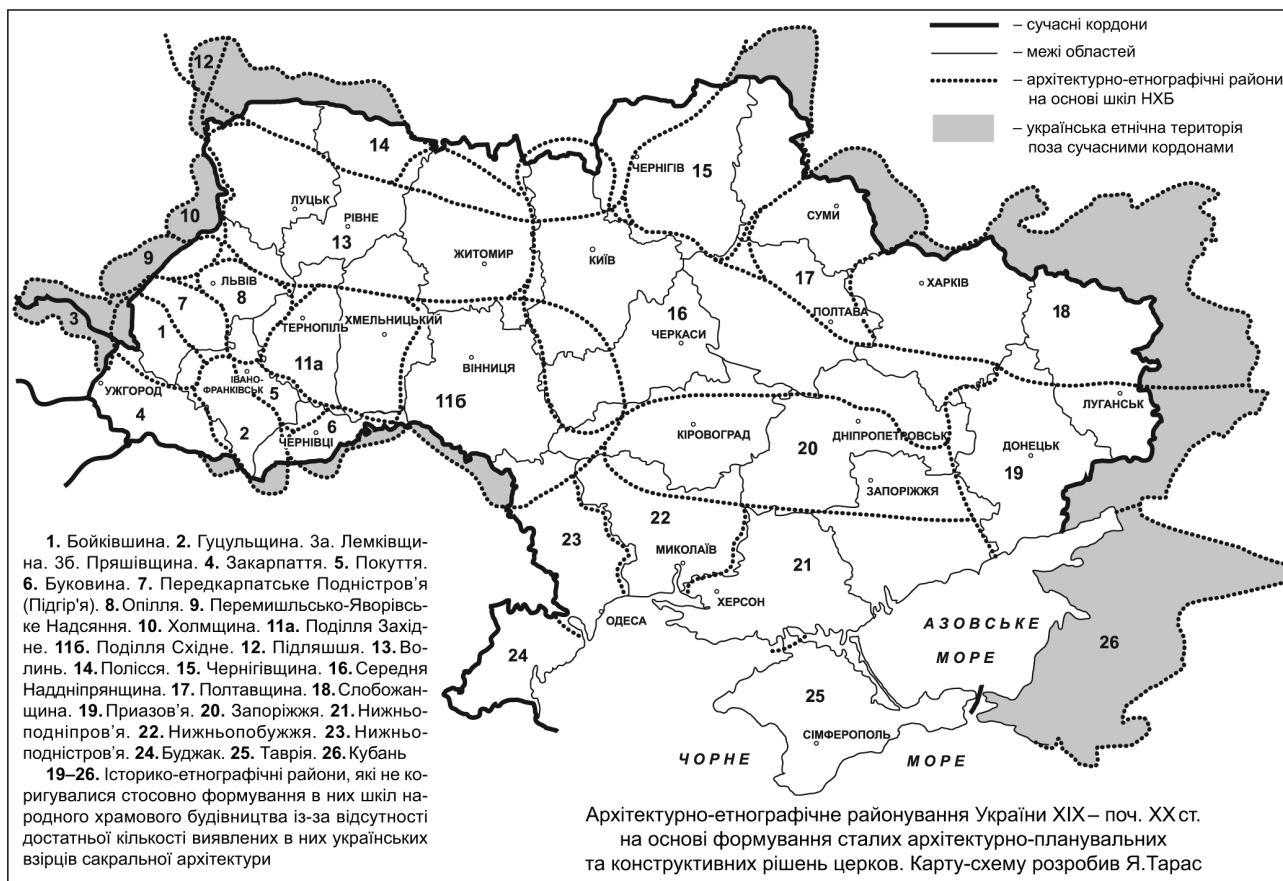 – сучасні кордони
– межі областей
– архітектурно-етнографічні райони
на основі шкіл НХБ
– українська етнічна територія
поза сучасними кордонами
12
14
ЧЕРНІГІВ
15
10
ЛУЦЬК
РІВНЕ
13
СУМИ
9
ЖИТОМИР
КИЇВ
17
ХАРКІВ
ЛЬВІВ
8
7
3
1
ТЕРНОПІЛЬ
ХМЕЛЬНИЦЬКИЙ
16
ЧЕРКАСИ
ПОЛТАВА
18
11а
ВІННИЦЯ
УЖГОРОД
4
ІВАНО-
ФРАНКІВСЬК
5
11б
ЛУГАНСЬК
2
6
ЧЕРНІВЦІ
КІРОВОГРАД
ДНІПРОПЕТРОВСЬК
20
ДОНЕЦЬК
19
ЗАПОРІЖЖЯ
22
23
МИКОЛАЇВ
21
ХЕРСОН
ОДЕСА
АЗОВСЬКЕ
МОРЕ
26
24
25
СІМФЕРОПОЛЬ
ЧОРНЕ
МОРЕ
1. Бойківшина. 2. Гуцульщина. 3а. Лемківщи-
на. 3б. Пряшівщина. 4. Закарпаття. 5. Покуття.
6. Буковина. 7. Передкарпатське Подністров'я
(Підгір'я). 8. Опілля. 9. Перемишльсько-Яворівсь-
ке Надсяння. 10. Холмщина. 11а. Поділля Захід-
не. 11б. Поділля Східне. 12. Підляшшя. 13. Во-
линь. 14. Полісся. 15. Чернігівщина. 16. Середня
Наддніпрянщина. 17. Полтавщина. 18. Слобожан-
щина. 19. Приазов'я. 20. Запоріжжя. 21. Нижньо-
подніпров'я. 22. Нижньопобужжя. 23. Нижньо-
подністров'я. 24. Буджак. 25. Таврія. 26. Кубань
19–26. Історико-етнографічні райони, які не ко-
ригувалися стосовно формування в них шкіл на-
родного храмового будівництва із-за відсутності
достатньої кількості виявлених в них українських
взірців сакральної архітектури
Архітектурно-етнографічне районування України XIX – поч. XX ст.
на основі формування сталих архітектурно-планувальних
та конструктивних рішень церков. Карту-схему розробив Я.Тарас